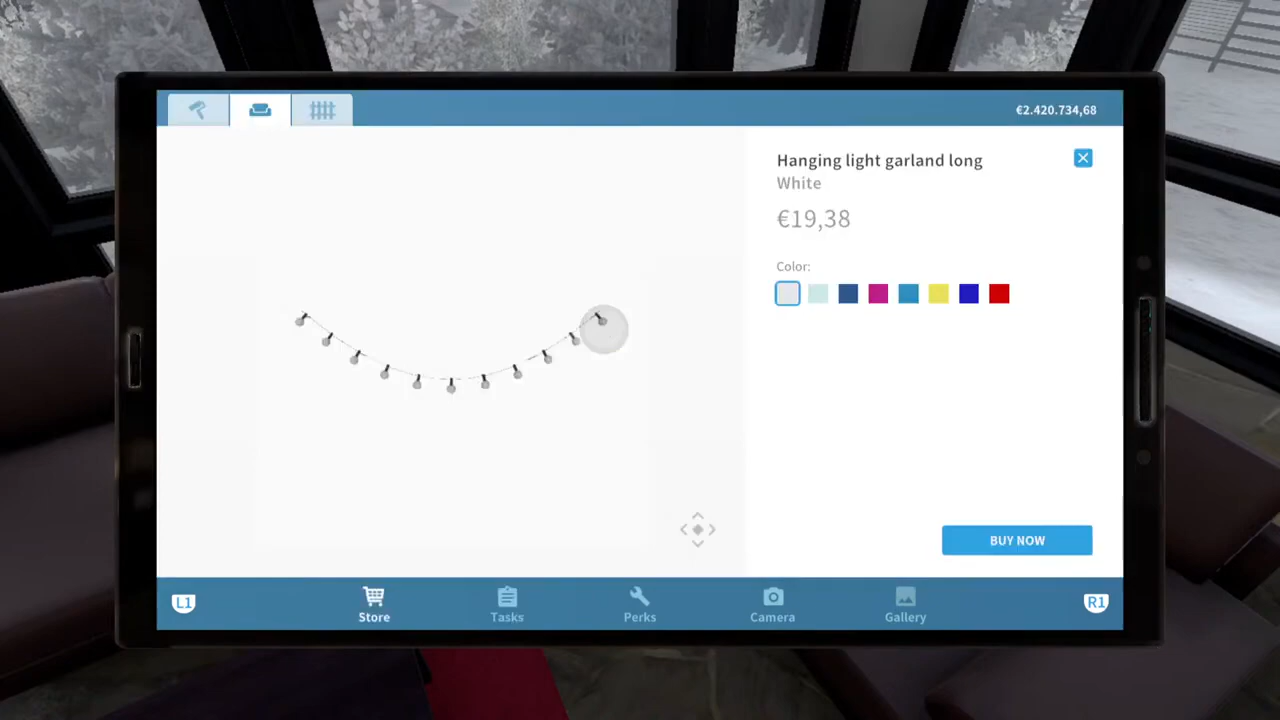 €2.420.734,68
Hanging light garland long
White
€19,38
Color:
BUY NOW
L1
Store
Tasks
Perks
Camera
Gallery
R1